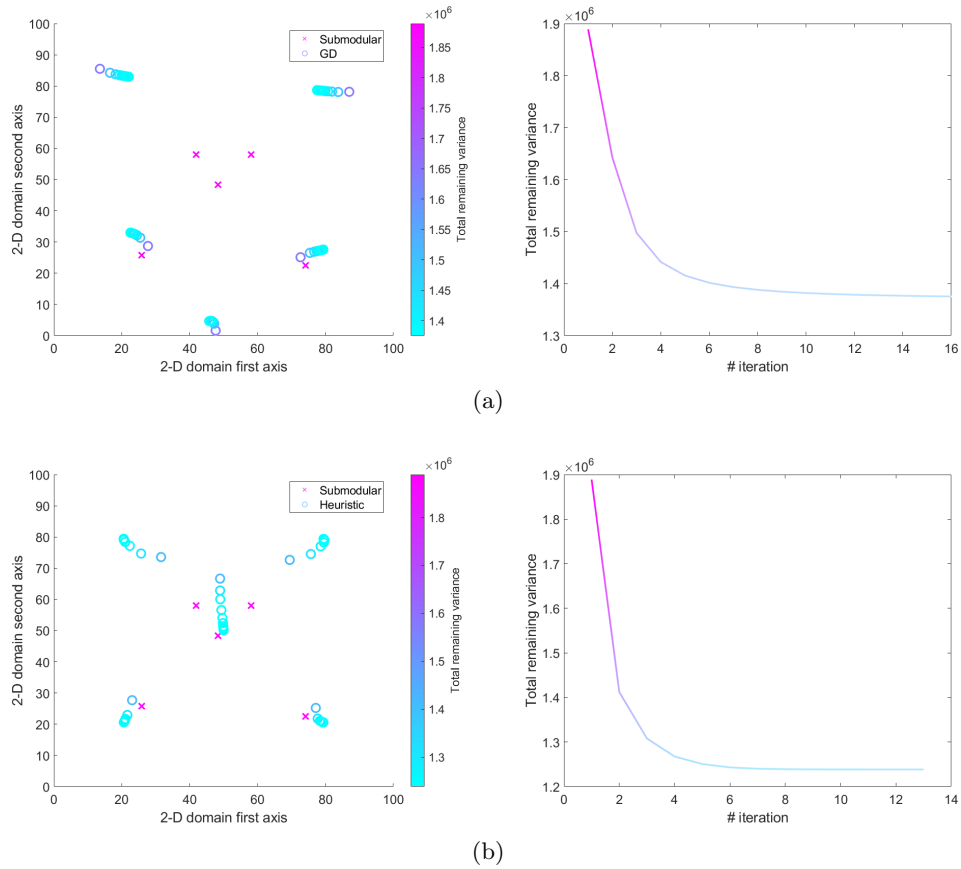 ×10^6
Submodular
GD
2-D domain second axis
100
90
80
70
60
50
40
30
20
10
0
0 20 40 60 80 100
2-D domain first axis
1.85
1.8
1.75
1.7
1.65
1.6
1.55
1.5
1.45
1.4
Total remaining variance
×10^6
Total remaining variance
1.9
1.8
1.7
1.6
1.5
1.4
1.3
0 2 4 6 8 10 12 14 16
# iteration
(a)
×10^6
Submodular
Heuristic
2-D domain second axis
100
90
80
70
60
50
40
30
20
10
0
0 20 40 60 80 100
2-D domain first axis
1.8
1.7
1.6
1.5
1.4
1.3
Total remaining variance
×10^6
Total remaining variance
1.9
1.8
1.7
1.6
1.5
1.4
1.3
1.2
0 2 4 6 8 10 12 14
# iteration
(b)